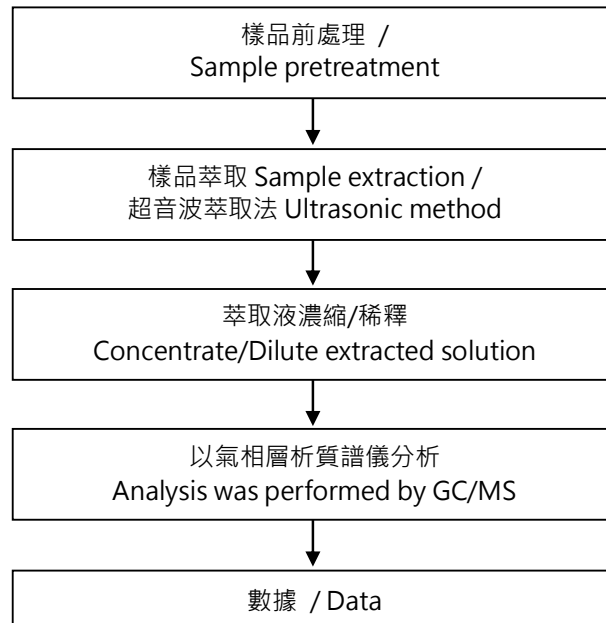 樣品前處理 /
Sample pretreatment
樣品萃取 Sample extraction /
超音波萃取法 Ultrasonic method
萃取液濃縮/稀釋
Concentrate/Dilute extracted solution
以氣相層析質譜儀分析
Analysis was performed by GC/MS
數據 / Data